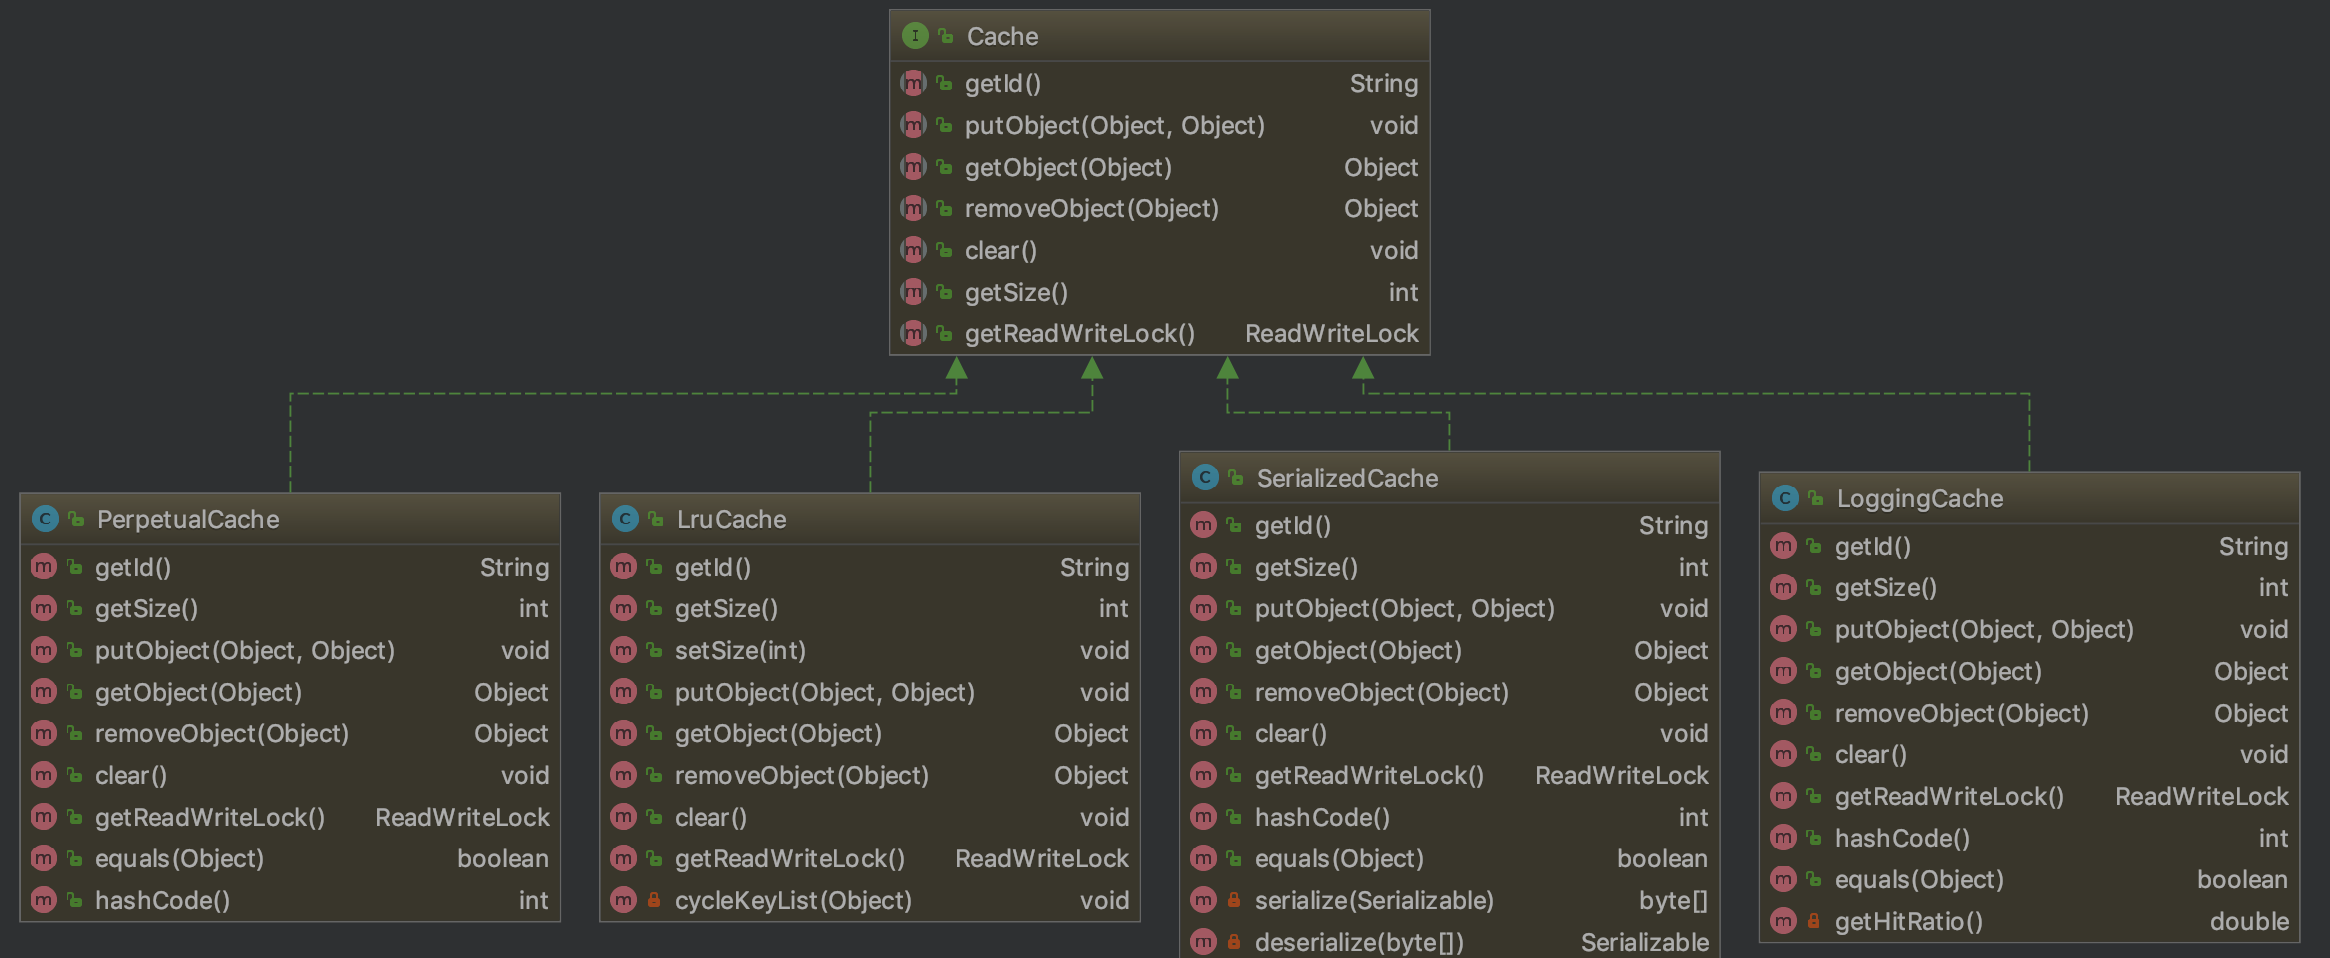 I Cache
m getId() String
m putObject(Object, Object) void
m getObject(Object) Object
m removeObject(Object) Object
m clear() void
m getSize() int
m getReadWriteLock() ReadWriteLock
C PerpetualCache
m getId() String
m getSize() int
m putObject(Object, Object) void
m getObject(Object) Object
m removeObject(Object) Object
m clear() void
m getReadWriteLock() ReadWriteLock
m equals(Object) boolean
m hashCode() int
C LruCache
m getId() String
m getSize() int
m setSize(int) void
m putObject(Object, Object) void
m getObject(Object) Object
m removeObject(Object) Object
m clear() void
m getReadWriteLock() ReadWriteLock
m cycleKeyList(Object) void
C SerializedCache
m getId() String
m getSize() int
m putObject(Object, Object) void
m getObject(Object) Object
m removeObject(Object) Object
m clear() void
m getReadWriteLock() ReadWriteLock
m hashCode() int
m equals(Object) boolean
m serialize(Serializable) byte[]
m deserialize(byte[]) Serializable
C LoggingCache
m getId() String
m getSize() int
m putObject(Object, Object) void
m getObject(Object) Object
m removeObject(Object) Object
m clear() void
m getReadWriteLock() ReadWriteLock
m hashCode() int
m equals(Object) boolean
m getHitRatio() double